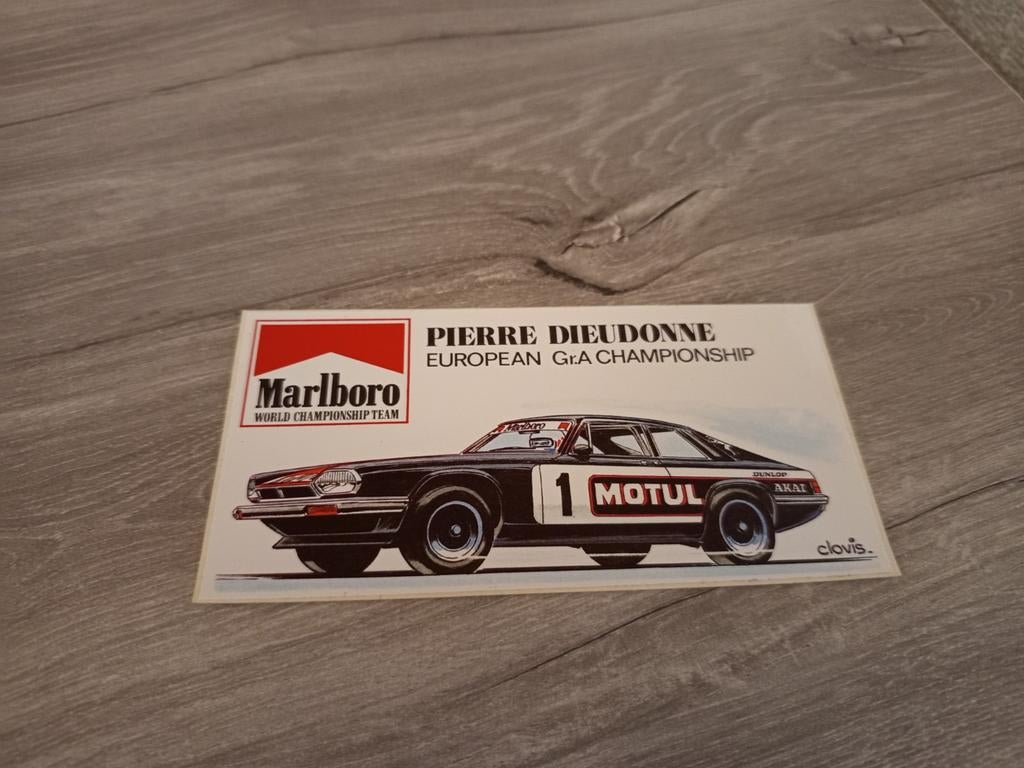 PIERRE DIEUDONNE
EUROPEAN Gr.A CHAMPIONSHIP
Marlboro
WORLD CHAMPIONSHIP TEAM
Marlboro
1
MOTUL
DUNLOP
AKAI
clovis